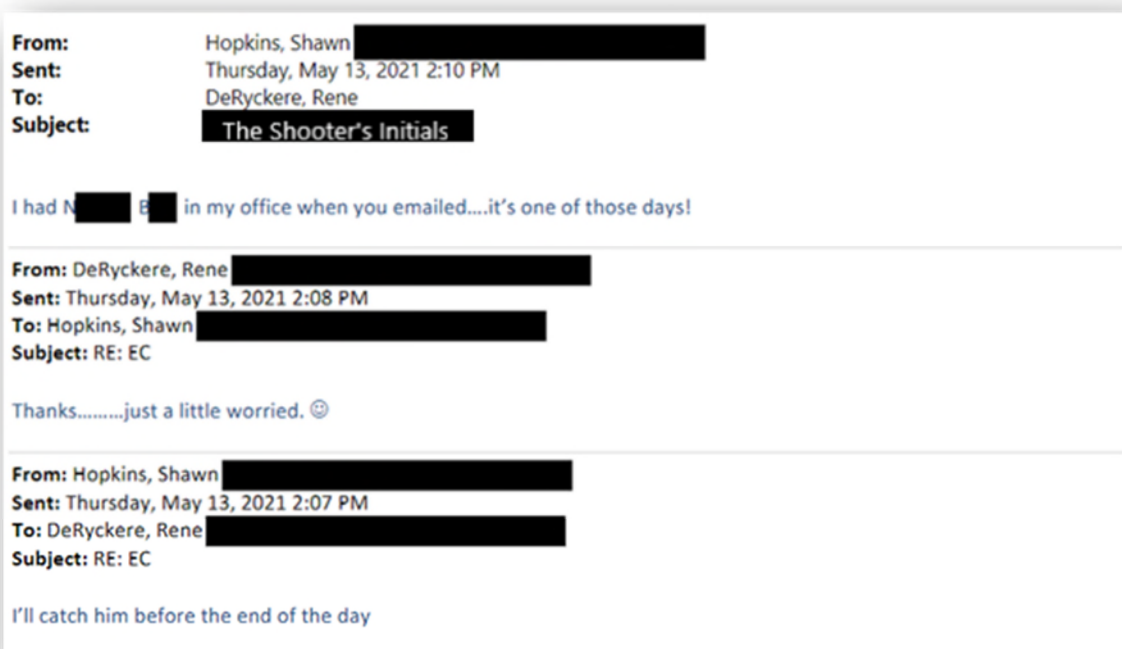 From: Hopkins, Shawn
Sent: Thursday, May 13, 2021 2:10 PM
To: DeRyckere, Rene
Subject: The Shooter's Initials
I had N B in my office when you emailed....it's one of those days!
From: DeRyckere, Rene
Sent: Thursday, May 13, 2021 2:08 PM
To: Hopkins, Shawn
Subject: RE: EC
Thanks.........just a little worried. ☺
From: Hopkins, Shawn
Sent: Thursday, May 13, 2021 2:07 PM
To: DeRyckere, Rene
Subject: RE: EC
I'll catch him before the end of the day